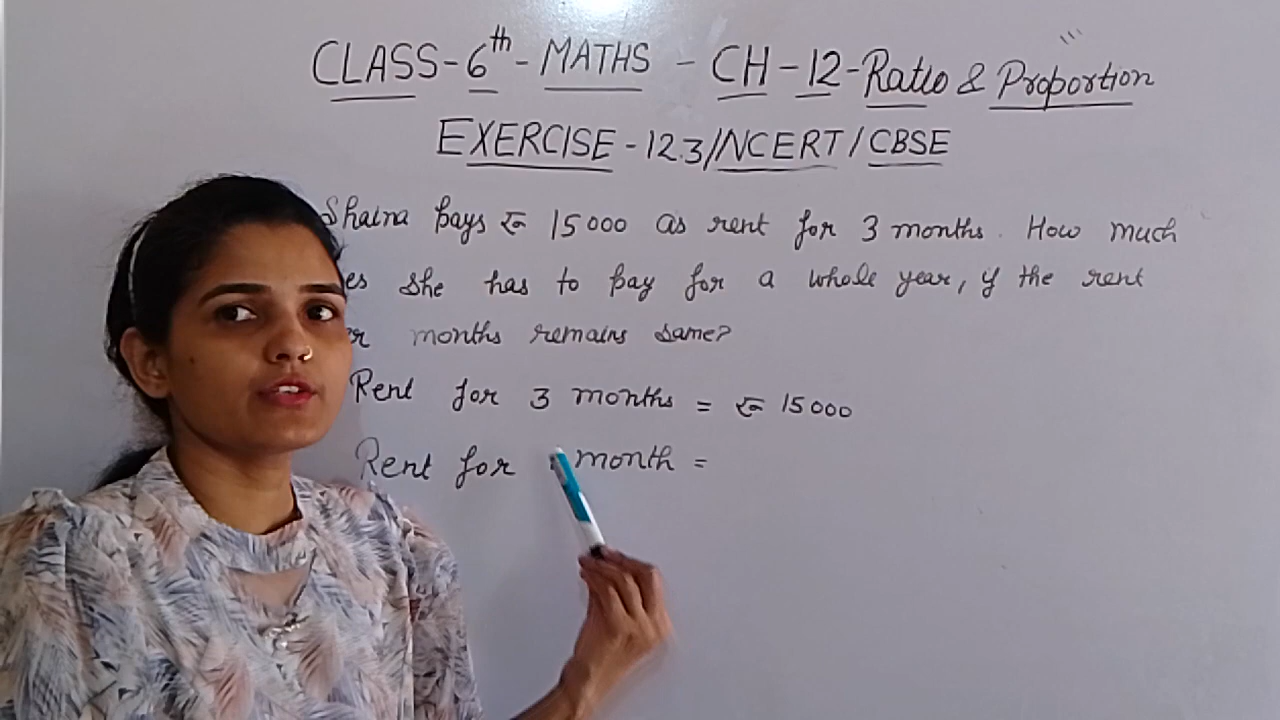 CLASS-6th-MATHS - CH-12-Ratio & Proportion
EXERCISE-12.3/NCERT/CBSE
Shaina pays ₹ 15000 as rent for 3 months. How much
es she has to pay for a whole year, if the rent
er months remains same?
Rent for 3 months = ₹ 15000
Rent for month =